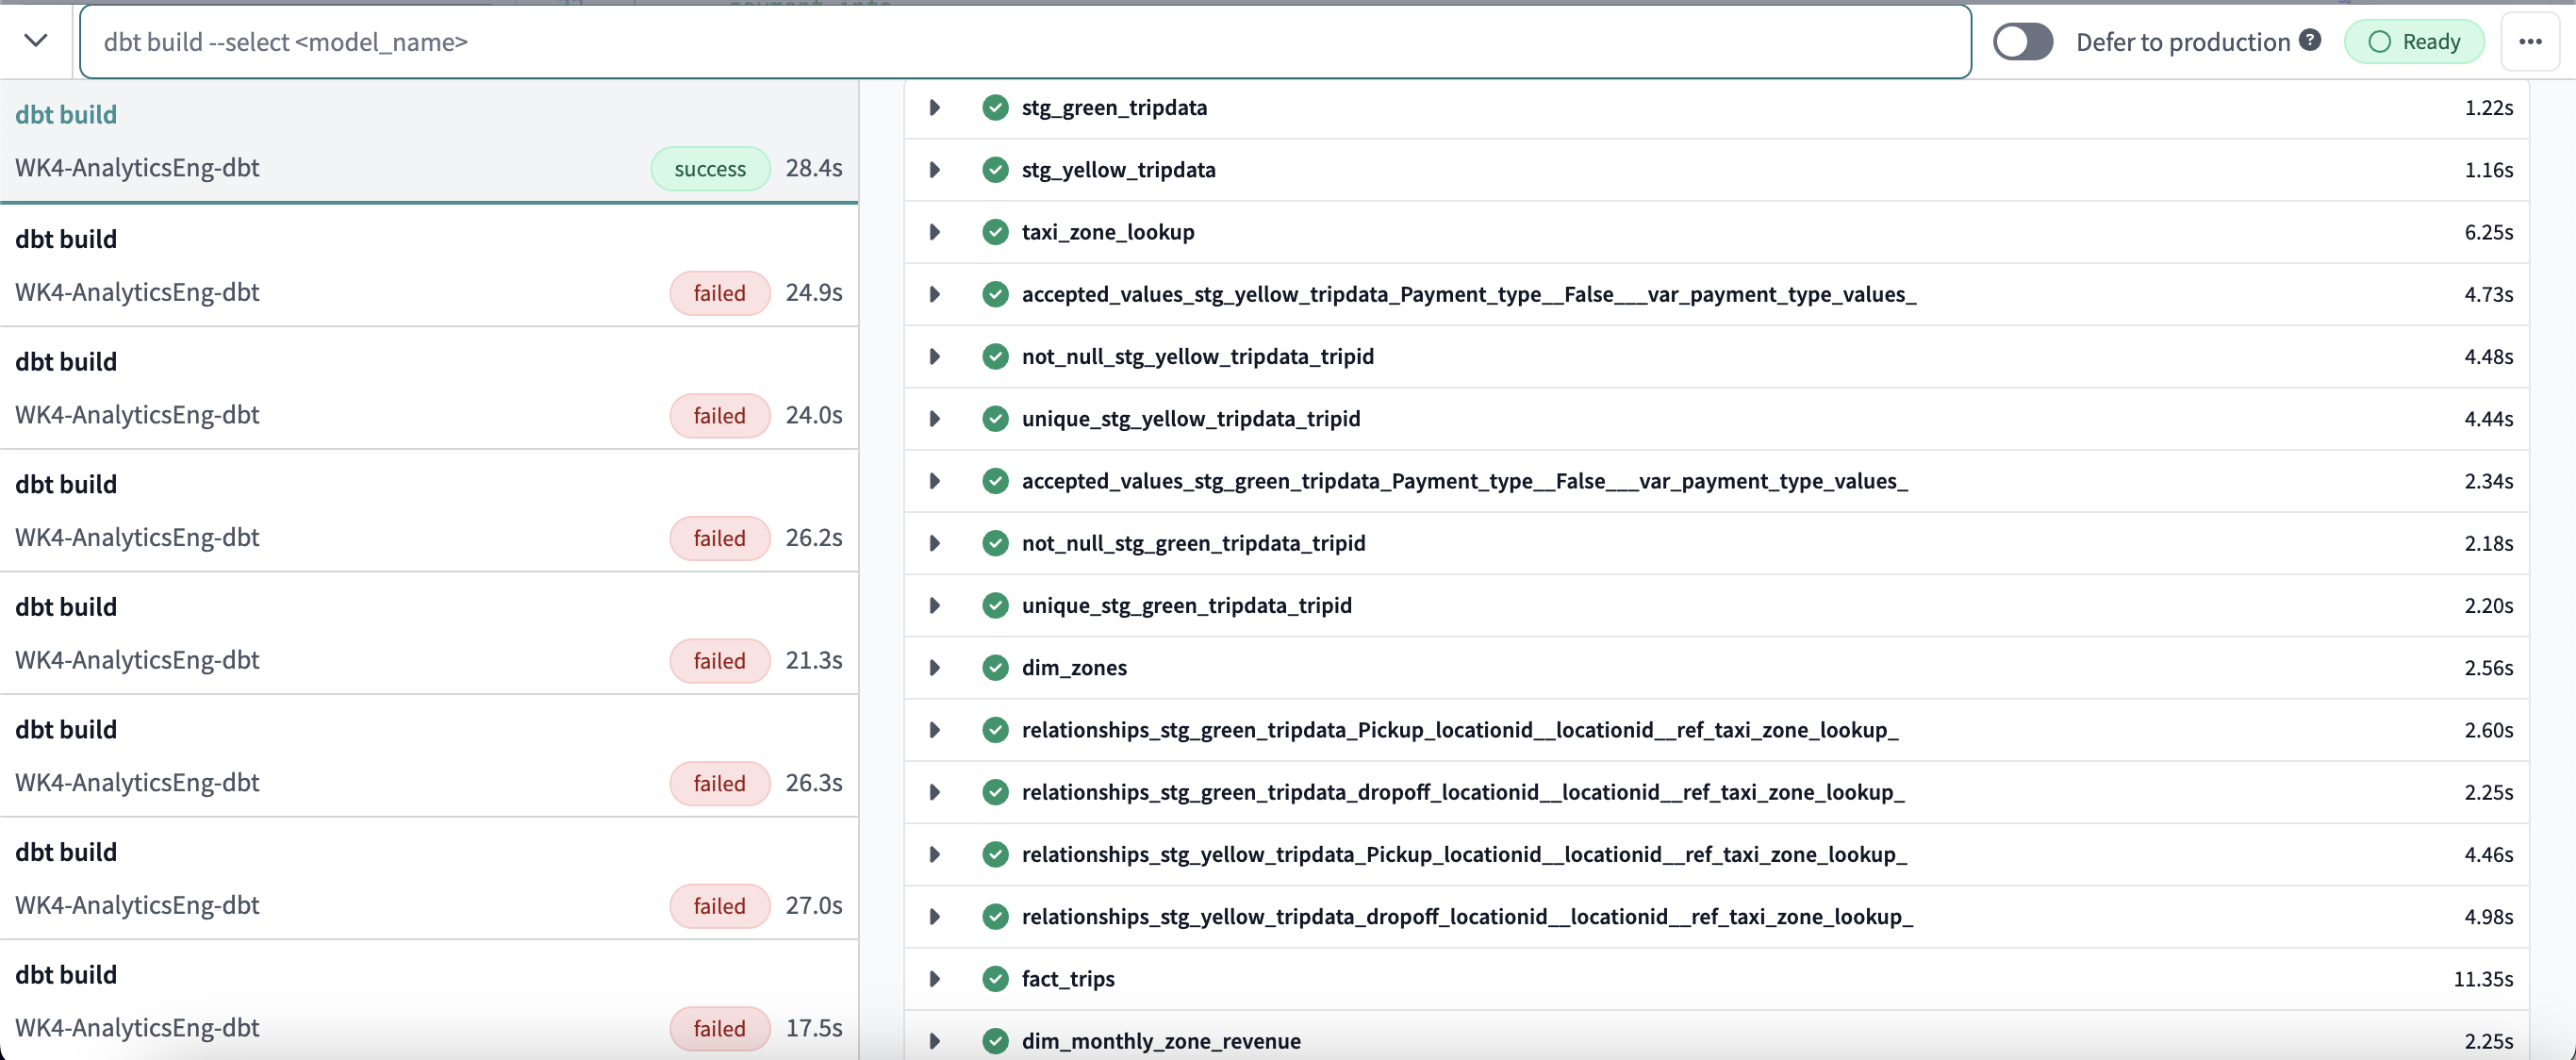 dbt build --select <model_name>
Defer to production ?
Ready
dbt build
WK4-AnalyticsEng-dbt success 28.4s
dbt build
WK4-AnalyticsEng-dbt failed 24.9s
dbt build
WK4-AnalyticsEng-dbt failed 24.0s
dbt build
WK4-AnalyticsEng-dbt failed 26.2s
dbt build
WK4-AnalyticsEng-dbt failed 21.3s
dbt build
WK4-AnalyticsEng-dbt failed 26.3s
dbt build
WK4-AnalyticsEng-dbt failed 27.0s
dbt build
WK4-AnalyticsEng-dbt failed 17.5s
stg_green_tripdata 1.22s
stg_yellow_tripdata 1.16s
taxi_zone_lookup 6.25s
accepted_values_stg_yellow_tripdata_Payment_type__False___var_payment_type_values_ 4.73s
not_null_stg_yellow_tripdata_tripid 4.48s
unique_stg_yellow_tripdata_tripid 4.44s
accepted_values_stg_green_tripdata_Payment_type__False___var_payment_type_values_ 2.34s
not_null_stg_green_tripdata_tripid 2.18s
unique_stg_green_tripdata_tripid 2.20s
dim_zones 2.56s
relationships_stg_green_tripdata_Pickup_locationid__locationid__ref_taxi_zone_lookup_ 2.60s
relationships_stg_green_tripdata_dropoff_locationid__locationid__ref_taxi_zone_lookup_ 2.25s
relationships_stg_yellow_tripdata_Pickup_locationid__locationid__ref_taxi_zone_lookup_ 4.46s
relationships_stg_yellow_tripdata_dropoff_locationid__locationid__ref_taxi_zone_lookup_ 4.98s
fact_trips 11.35s
dim_monthly_zone_revenue 2.25s